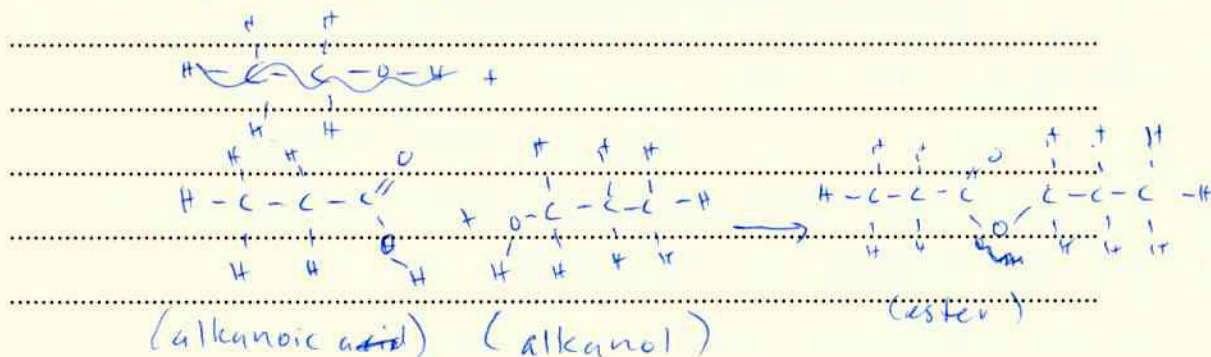 H H
H - C - C - O - H +
H H
H H O H H H H H O H H H
H - C - C - C + O - C - C - C - H → H - C - C - C O C - C - C - H
H H O H H H H H H H H H H
(alkanoic acid) (alkanol) (ester)